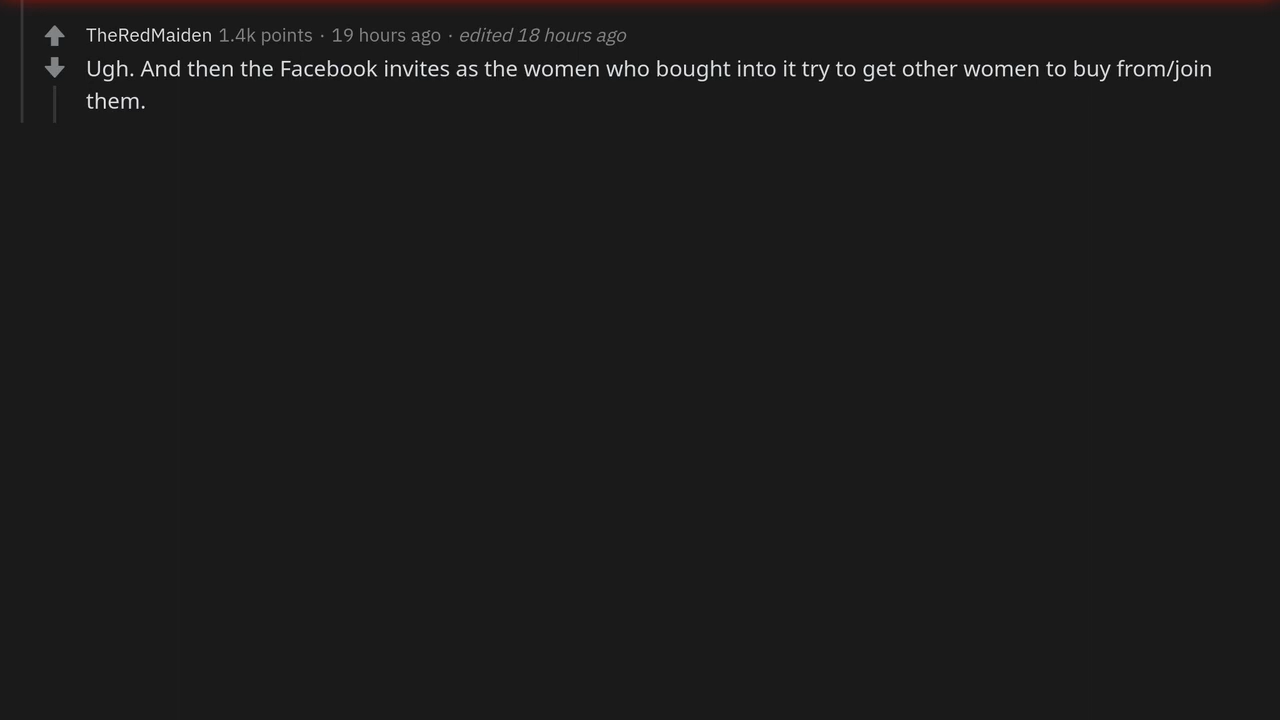 TheRedMaiden 1.4k points · 19 hours ago · edited 18 hours ago
Ugh. And then the Facebook invites as the women who bought into it try to get other women to buy from/join
them.